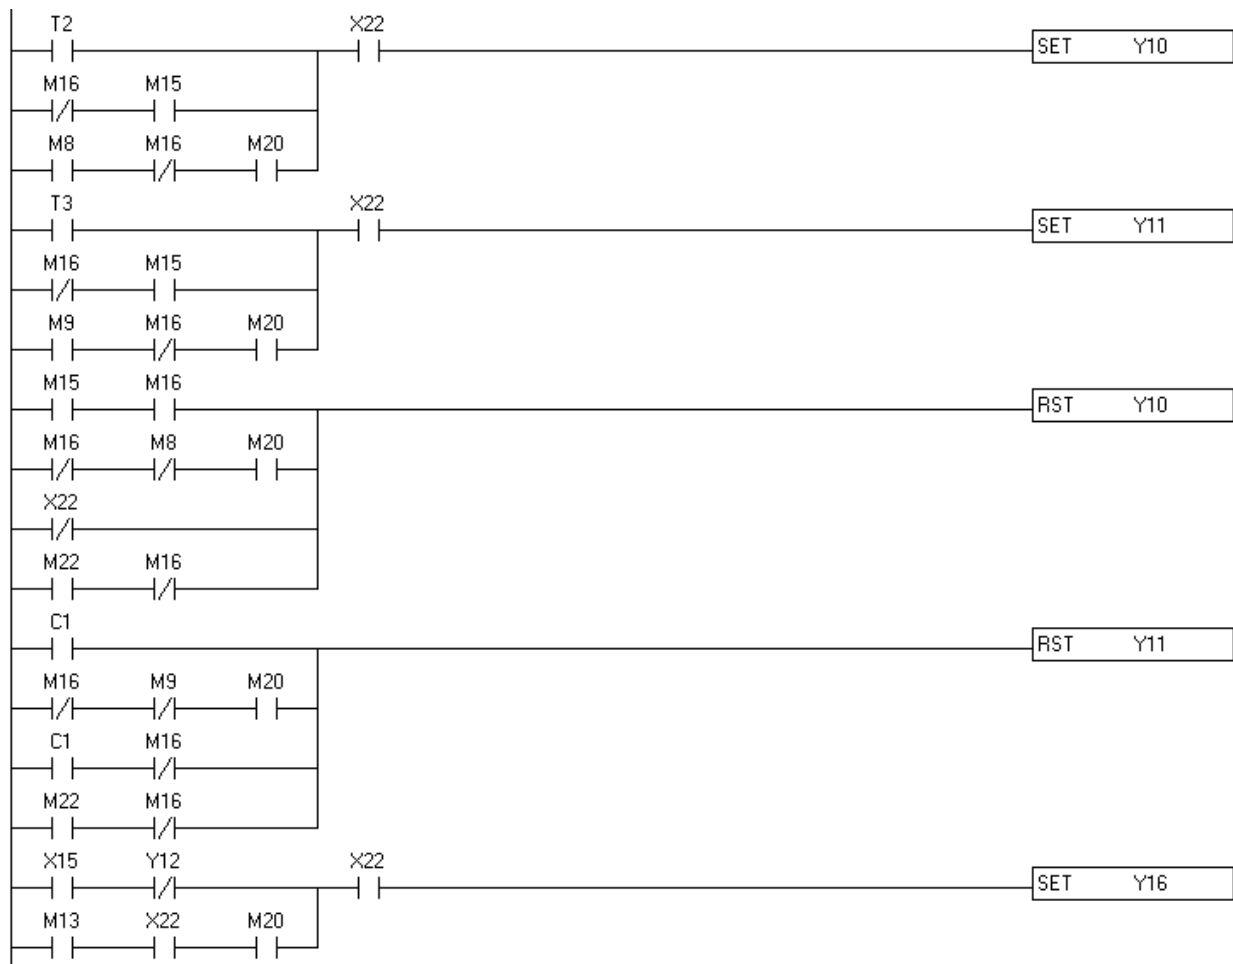 T2 X22
SET Y10
M16 M15
M8 M16 M20
T3 X22
SET Y11
M16 M15
M9 M16 M20
M15 M16
RST Y10
M16 M8 M20
X22
M22 M16
C1
RST Y11
M16 M9 M20
C1 M16
M22 M16
X15 Y12 X22
SET Y16
M13 X22 M20